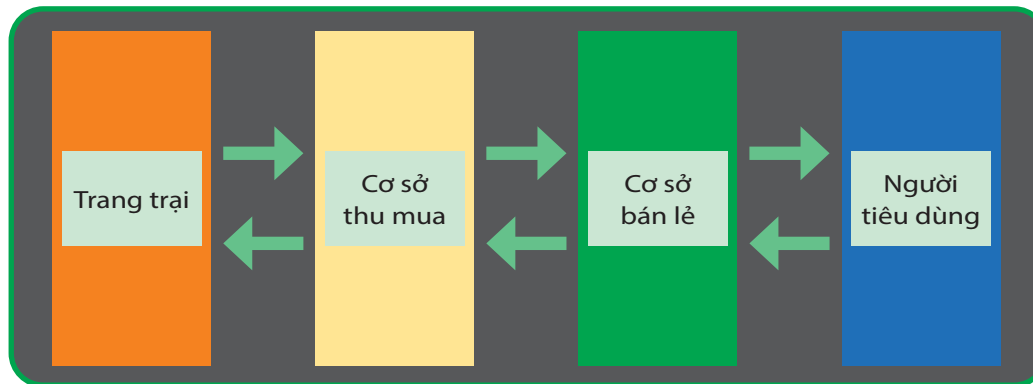 Trang trại
Cơ sở
thu mua
Cơ sở
bán lẻ
Người
tiêu dùng